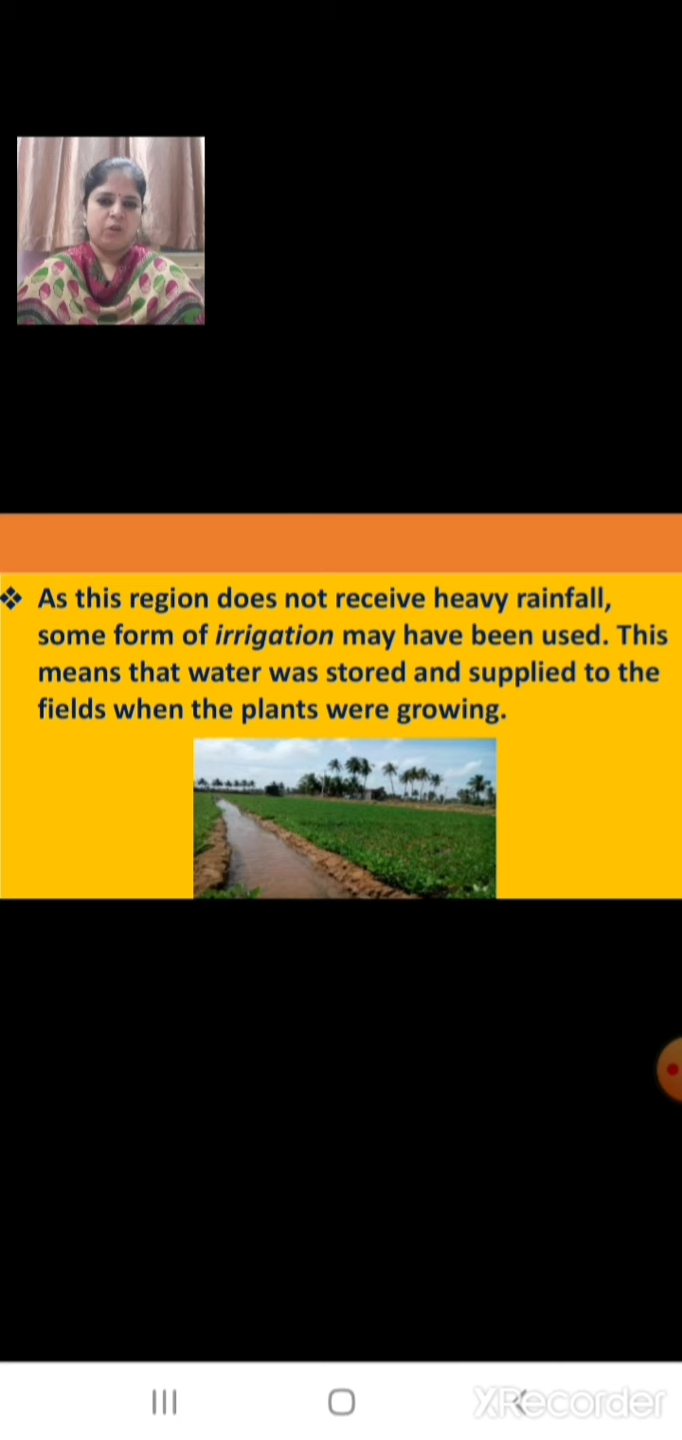 ❖ As this region does not receive heavy rainfall,
some form of irrigation may have been used. This
means that water was stored and supplied to the
fields when the plants were growing.
XRecorder